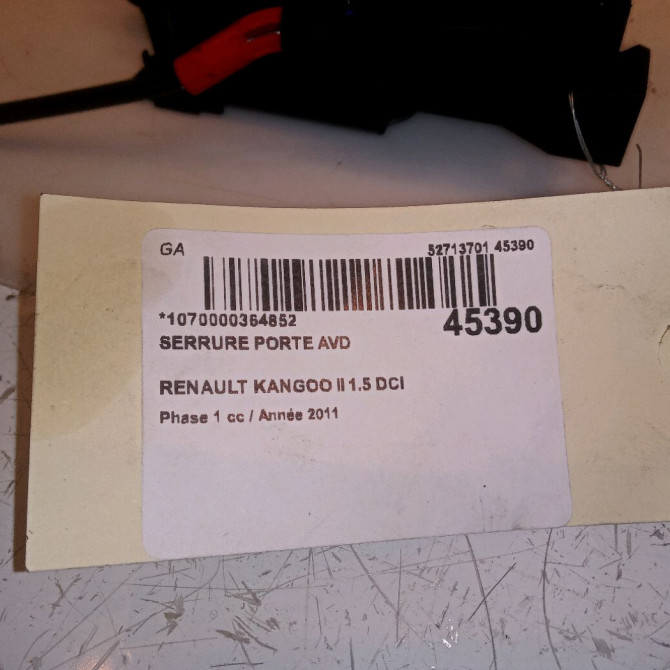 GA 52713701 45390
*1070000364852 45390
SERRURE PORTE AVD
RENAULT KANGOO II 1.5 DCI
Phase 1 cc / Année 2011